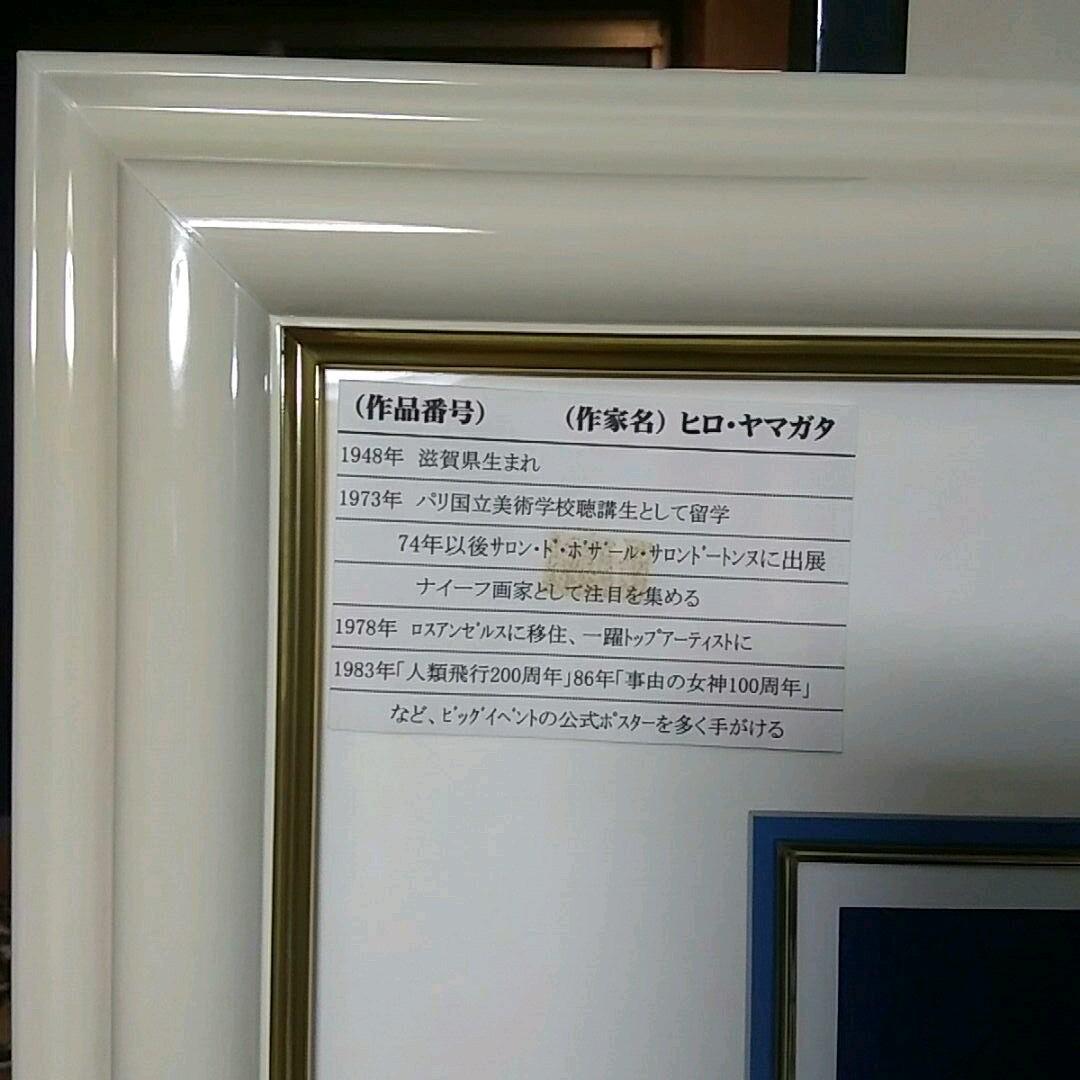 (作品番号) (作家名) ヒロ・ヤマガタ
1948年 滋賀県生まれ
1973年 パリ国立美術学校聴講生として留学
74年以後サロン・ド・ボザール・サロンドートンヌに出展
ナイーフ画家として注目を集める
1978年 ロスアンゼルスに移住、一躍トップアーティストに
1983年「人類飛行200周年」86年「事由の女神100周年」
など、ビッグイベントの公式ポスターを多く手がける